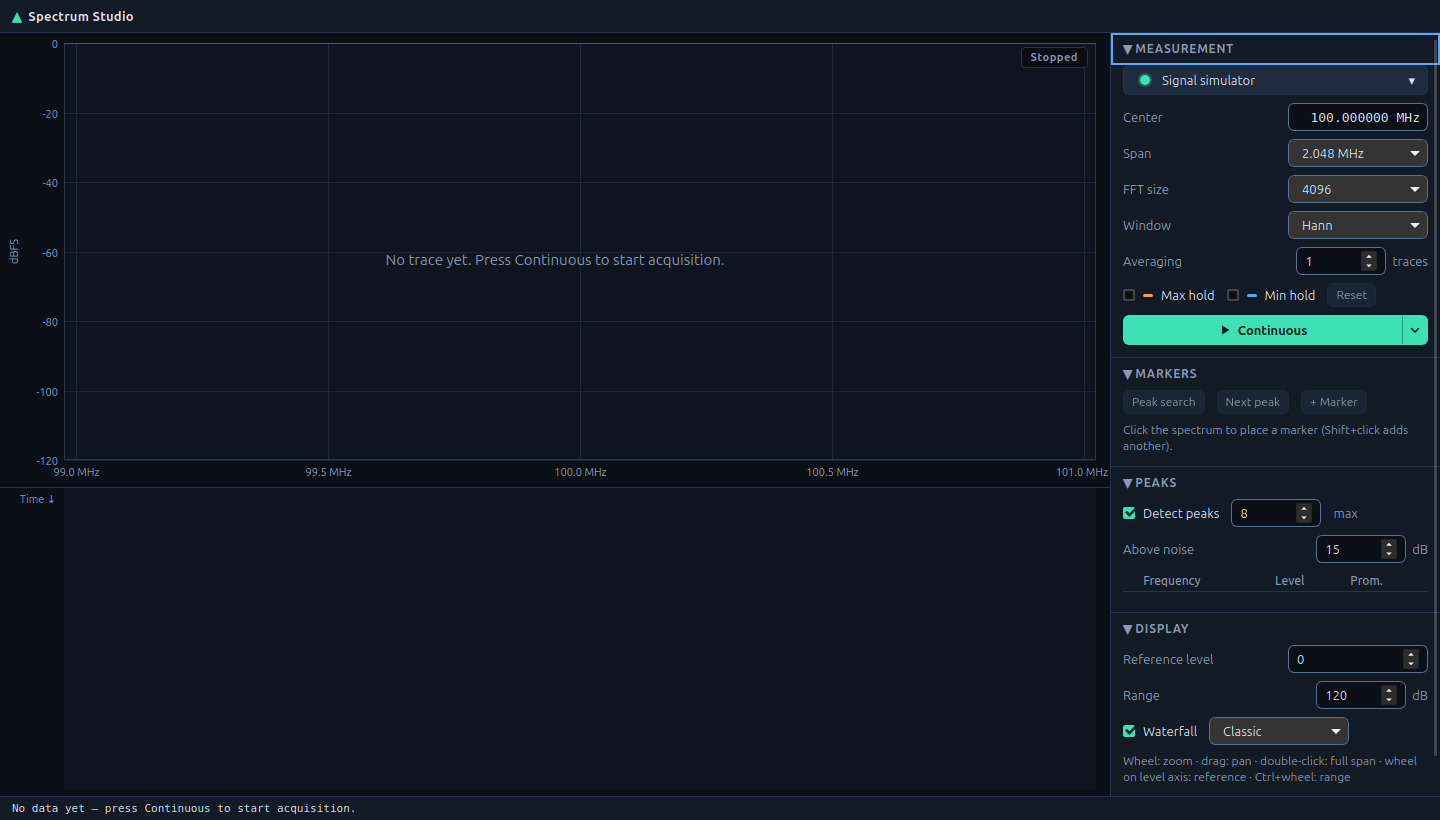 Spectrum Studio
0
-20
-40
-60
-80
-100
-120
dBFS
Stopped
No trace yet. Press Continuous to start acquisition.
99.0 MHz
99.5 MHz
100.0 MHz
100.5 MHz
101.0 MHz
Time ↓
▼ MEASUREMENT
Signal simulator ▼
Center 100.000000 MHz
Span 2.048 MHz
FFT size 4096
Window Hann
Averaging 1 traces
Max hold Min hold Reset
Continuous
▼ MARKERS
Peak search Next peak + Marker
Click the spectrum to place a marker (Shift+click adds
another).
▼ PEAKS
Detect peaks 8 max
Above noise 15 dB
Frequency Level Prom.
▼ DISPLAY
Reference level 0
Range 120 dB
Waterfall Classic
Wheel: zoom · drag: pan · double-click: full span · wheel
on level axis: reference · Ctrl+wheel: range
No data yet — press Continuous to start acquisition.